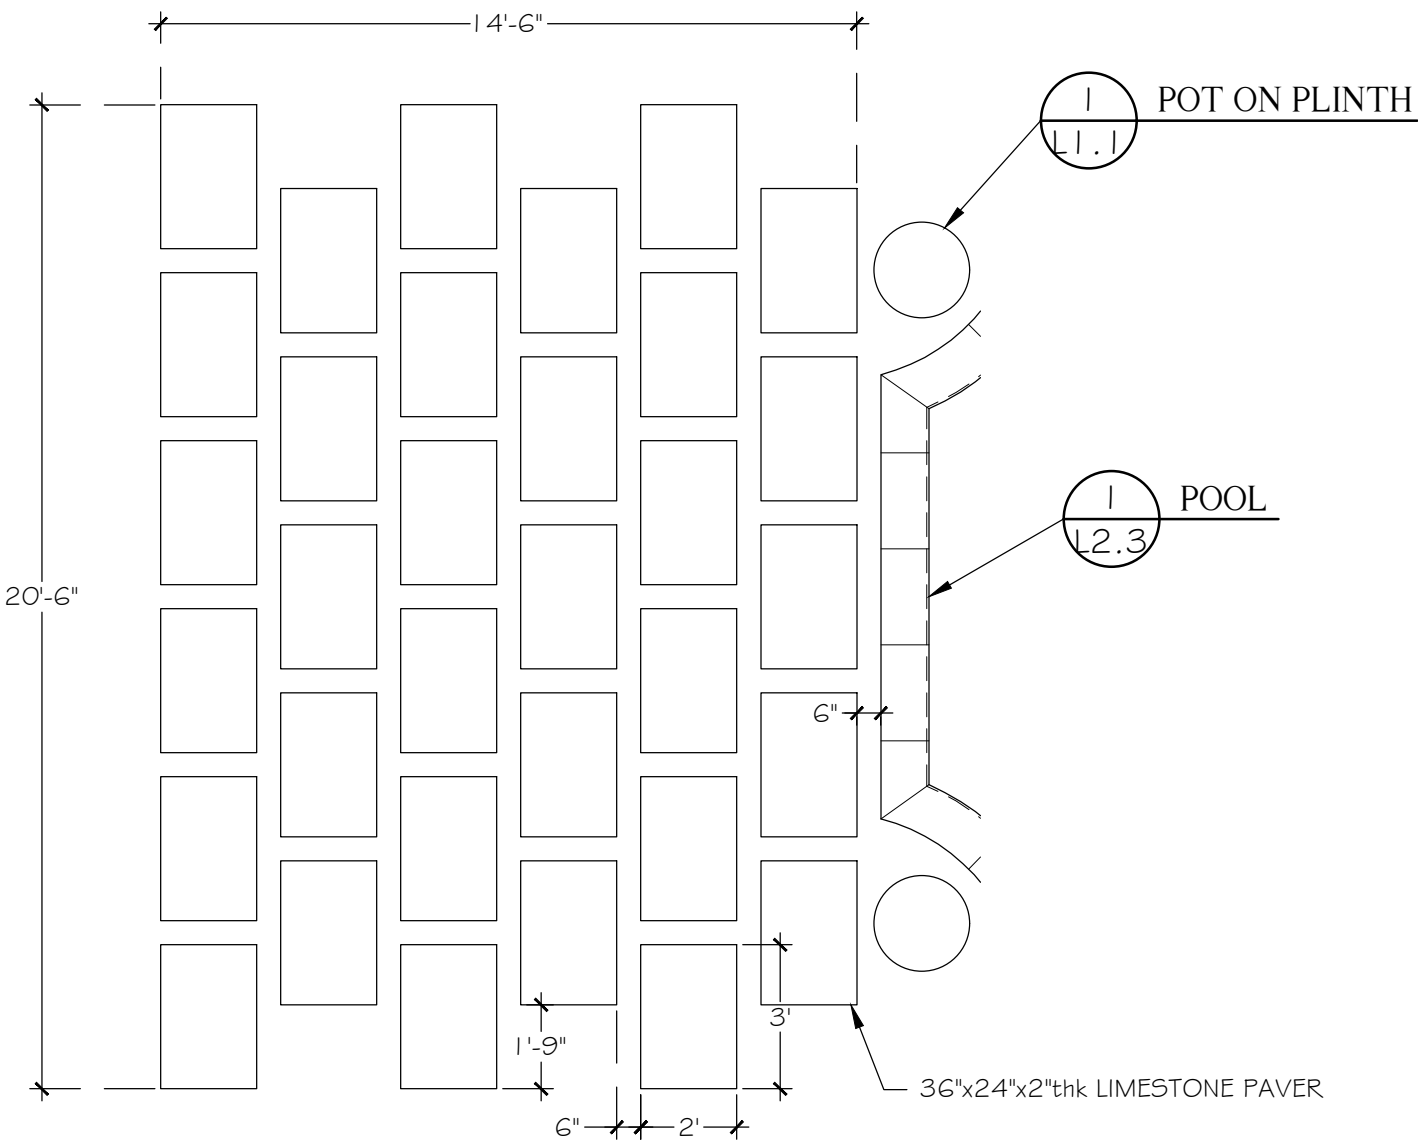 14'-6"
1
POT ON PLINTH
L1.1
1
POOL
L2.3
20'-6"
6"
3'
1'-9"
36"x24"x2"thk LIMESTONE PAVER
6"
2'